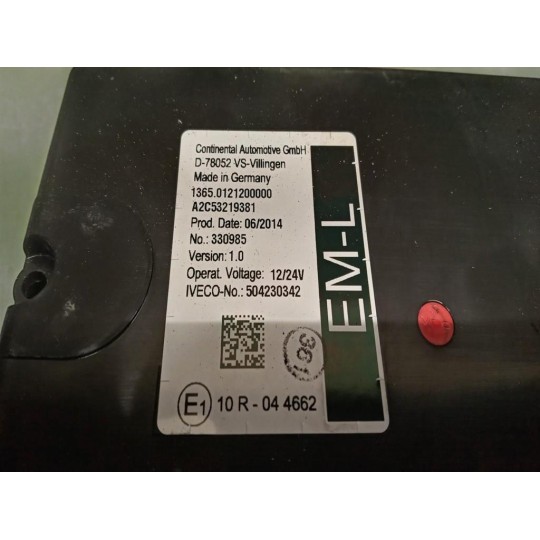 Continental Automotive GmbH
D-78052 VS-Villingen
Made in Germany
1365.0121200000
A2C53219381
Prod. Date: 06/2014
No.: 330985
Version: 1.0
Operat. Voltage: 12/24V
IVECO-No.: 504230342
EM-L
361
E1 10 R - 04 4662